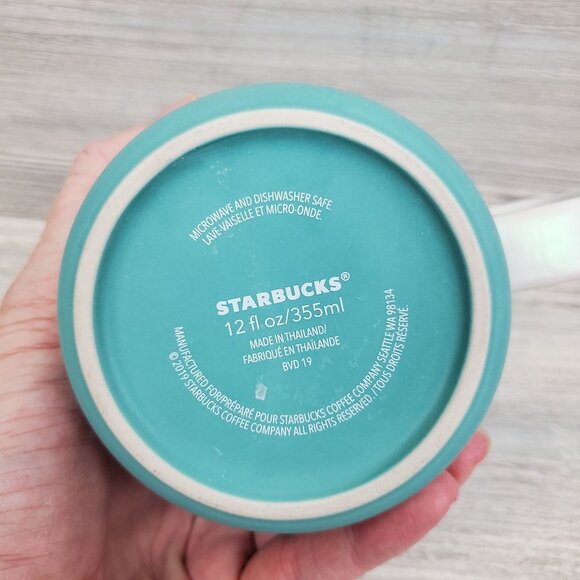 MICROWAVE AND DISHWASHER SAFE.
LAVE-VAISELLE ET MICRO-ONDE.
STARBUCKS®
12 fl oz/355ml
MADE IN THAILAND/
FABRIQUÉ EN THAÏLANDE
BVD 19
MANUFACTURED FOR/PRÉPARÉ POUR STARBUCKS COFFEE COMPANY SEATTLE WA 98134
© 2019 STARBUCKS COFFEE COMPANY ALL RIGHTS RESERVED./TOUS DROITS RÉSERVÉ.